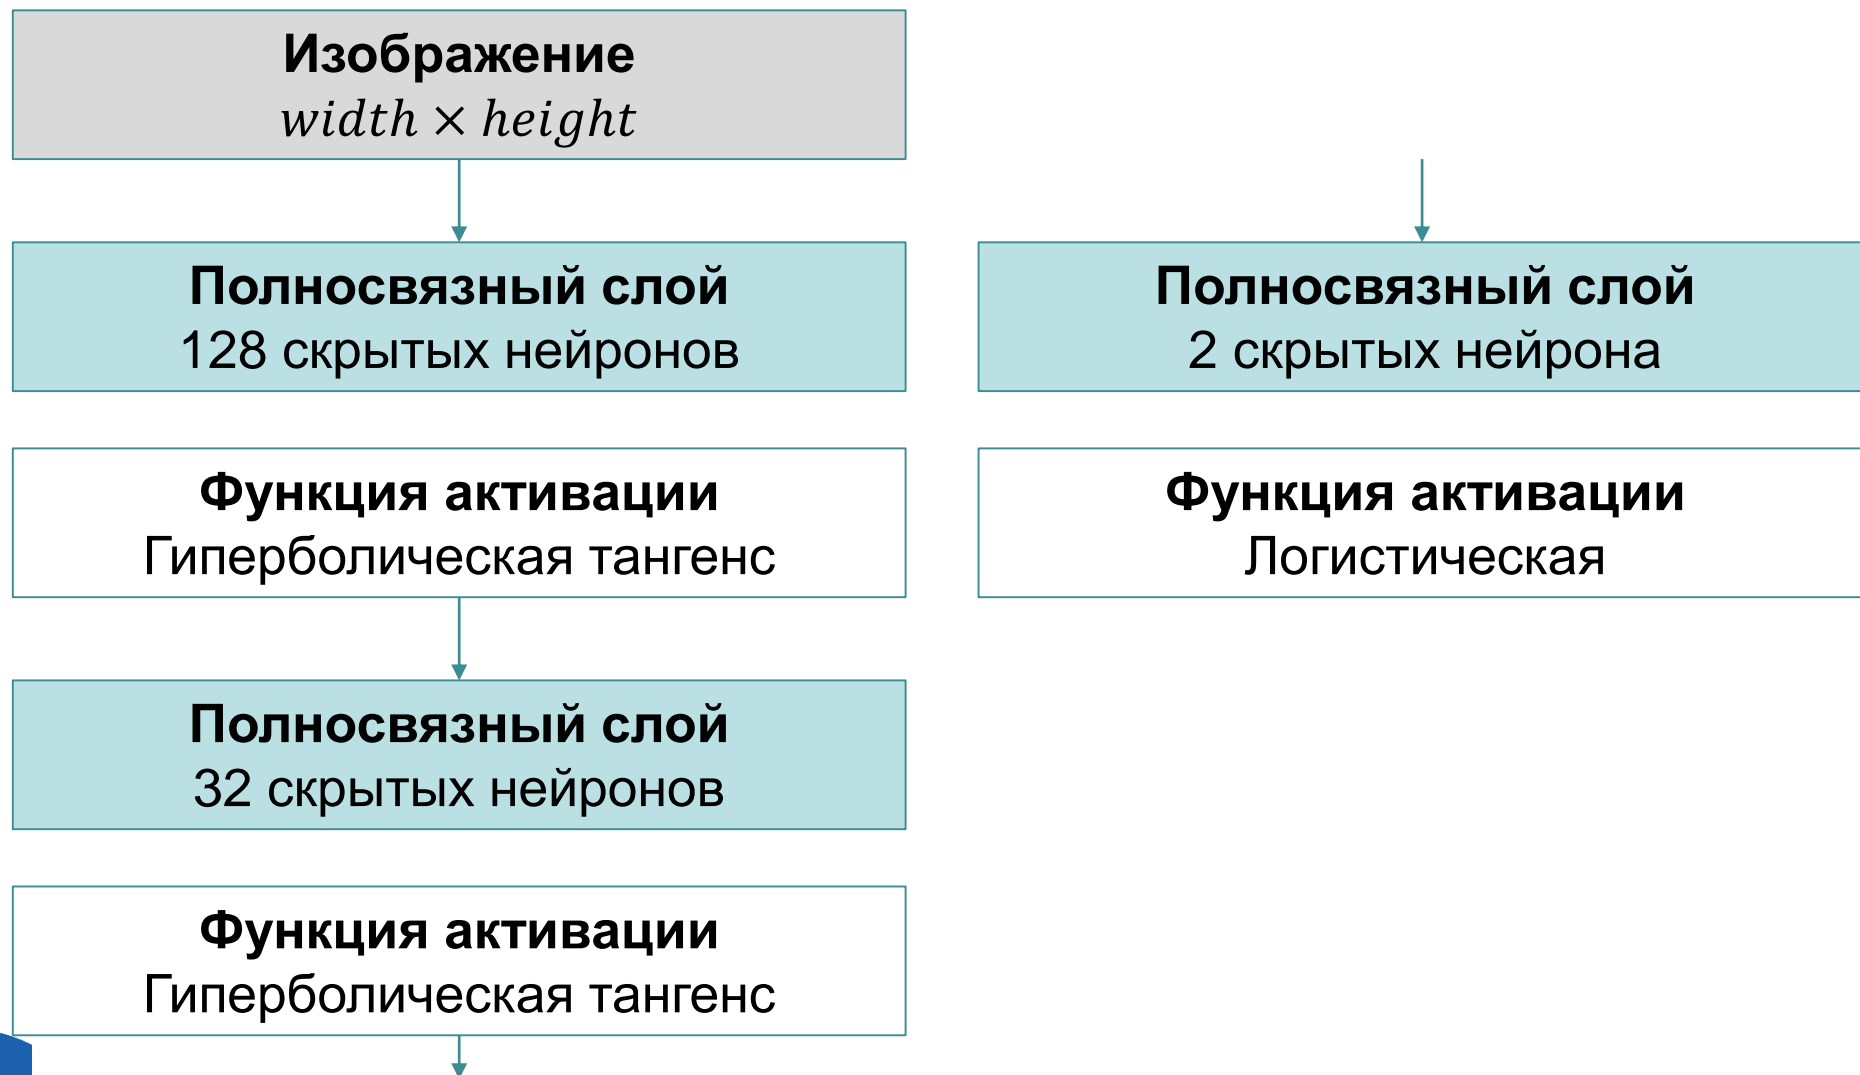 Изображение
width × height
Полносвязный слой
128 скрытых нейронов
Функция активации
Гиперболическая тангенс
Полносвязный слой
32 скрытых нейронов
Функция активации
Гиперболическая тангенс
Полносвязный слой
2 скрытых нейрона
Функция активации
Логистическая